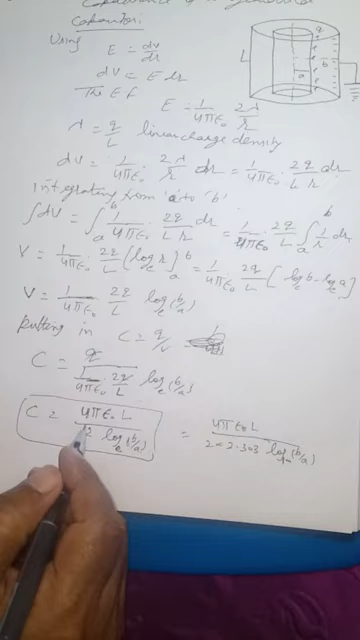 Capacitance of a
Capacitor:
Using E = dv/dr
dV = E dr
The E.f.
E = 1/4πε₀ 2λ/r
λ = q/L linear charge density
dV = 1/4πε₀ · 2λ/r dr = 1/4πε₀ · 2q/L r dr
Integrating from 'a' to 'b'
∫dV = ∫ₐᵇ 1/4πε₀ · 2q/L r dr = 1/4πε₀ · 2q/L ∫ₐᵇ 1/r dr
V = 1/4πε₀ · 2q/L [logₑ r]ₐᵇ = 1/4πε₀ · 2q/L [logₑ b - logₑ a]
V = 1/4πε₀ 2q/L logₑ (b/a)
Putting in C = q/V =
C = q / 1/4πε₀ · 2q/L logₑ (b/a)
C = 4πε₀ L / 2 logₑ (b/a) = 4πε₀ L / 2 × 2.303 log₁₀ (b/a)
L
a
b
q